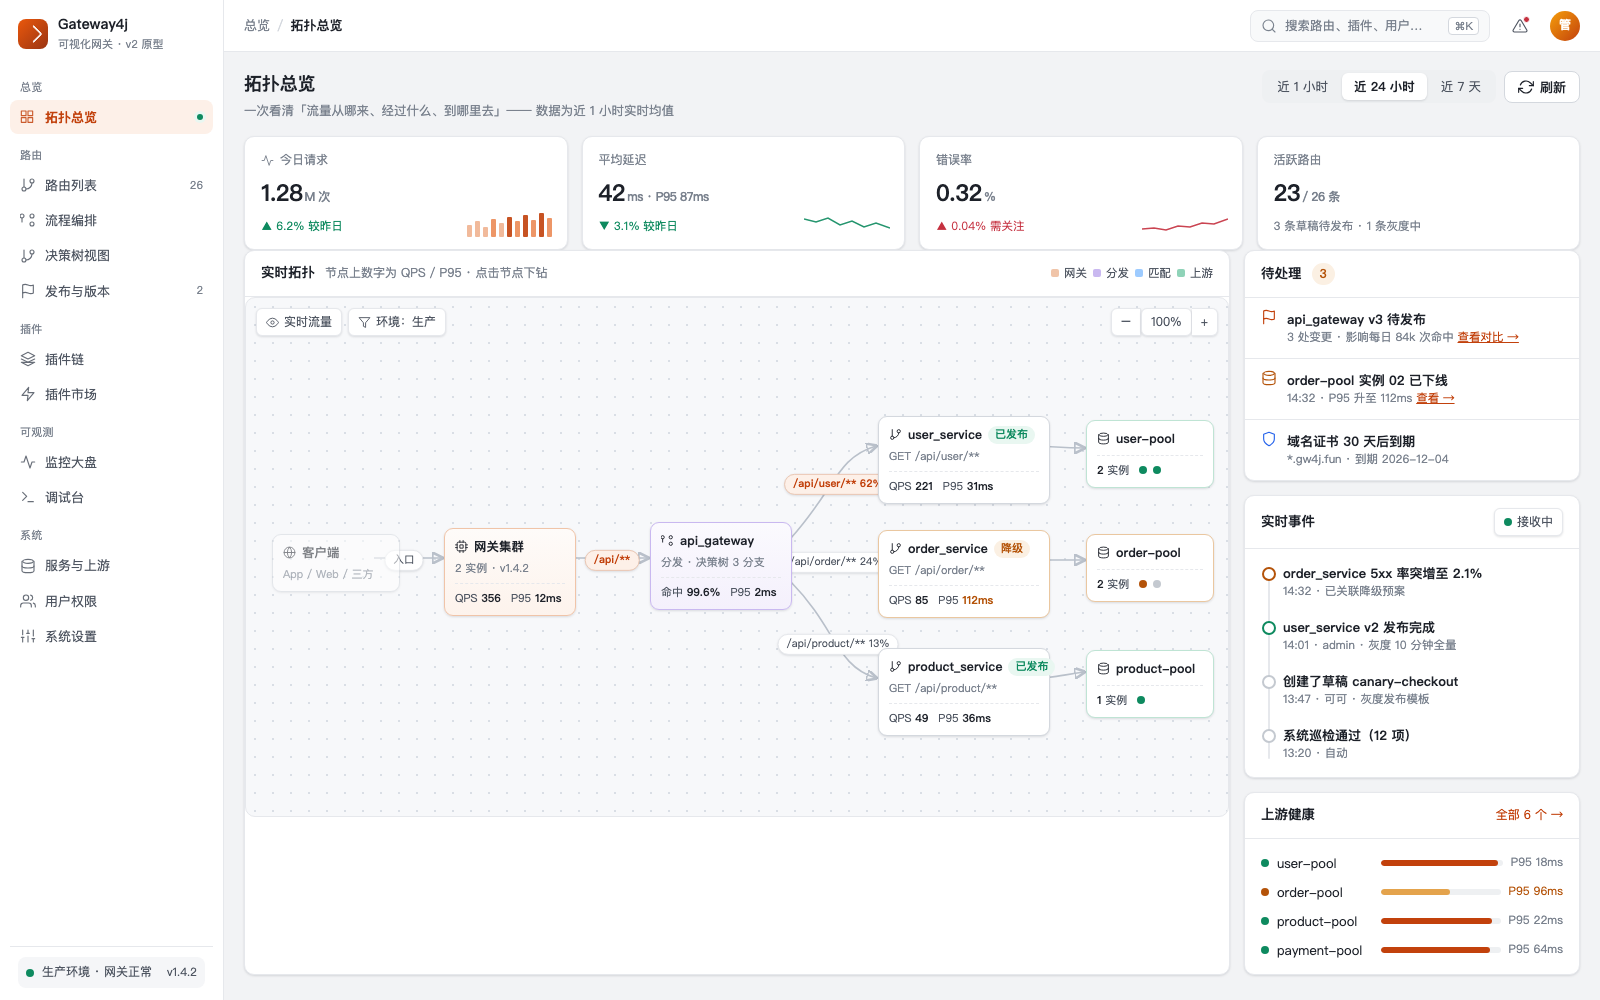 Gateway4j
可视化网关 · v2 原型
总览
拓扑总览
路由
路由列表 26
流程编排
决策树视图
发布与版本 2
插件
插件链
插件市场
可观测
监控大盘
调试台
系统
服务与上游
用户权限
系统设置
生产环境 · 网关正常 v1.4.2
总览 / 拓扑总览
搜索路由、插件、用户… ⌘K
管
拓扑总览
一次看清「流量从哪来、经过什么、到哪里去」—— 数据为近 1 小时实时均值
近 1 小时 近 24 小时 近 7 天 刷新
今日请求
1.28 M 次
▲ 6.2% 较昨日
平均延迟
42 ms · P95 87ms
▼ 3.1% 较昨日
错误率
0.32 %
▲ 0.04% 需关注
活跃路由
23 / 26 条
3 条草稿待发布 · 1 条灰度中
实时拓扑 节点上数字为 QPS / P95 · 点击节点下钻
网关 分发 匹配 上游
实时流量 环境：生产
− 100% +
客户端
App / Web / 三方
入口
网关集群
2 实例 · v1.4.2
QPS 356 P95 12ms
/api/**
api_gateway
分发 · 决策树 3 分支
命中 99.6% P95 2ms
/api/user/** 62%
/api/order/** 24%
/api/product/** 13%
user_service 已发布
GET /api/user/**
QPS 221 P95 31ms
order_service 降级
GET /api/order/**
QPS 85 P95 112ms
product_service 已发布
GET /api/product/**
QPS 49 P95 36ms
user-pool
2 实例
order-pool
2 实例
product-pool
1 实例
待处理 3
api_gateway v3 待发布
3 处变更 · 影响每日 84k 次命中 查看对比 →
order-pool 实例 02 已下线
14:32 · P95 升至 112ms 查看 →
域名证书 30 天后到期
*.gw4j.fun · 到期 2026-12-04
实时事件 接收中
order_service 5xx 率突增至 2.1%
14:32 · 已关联降级预案
user_service v2 发布完成
14:01 · admin · 灰度 10 分钟全量
创建了草稿 canary-checkout
13:47 · 可可 · 灰度发布模板
系统巡检通过（12 项）
13:20 · 自动
上游健康 全部 6 个 →
user-pool P95 18ms
order-pool P95 96ms
product-pool P95 22ms
payment-pool P95 64ms